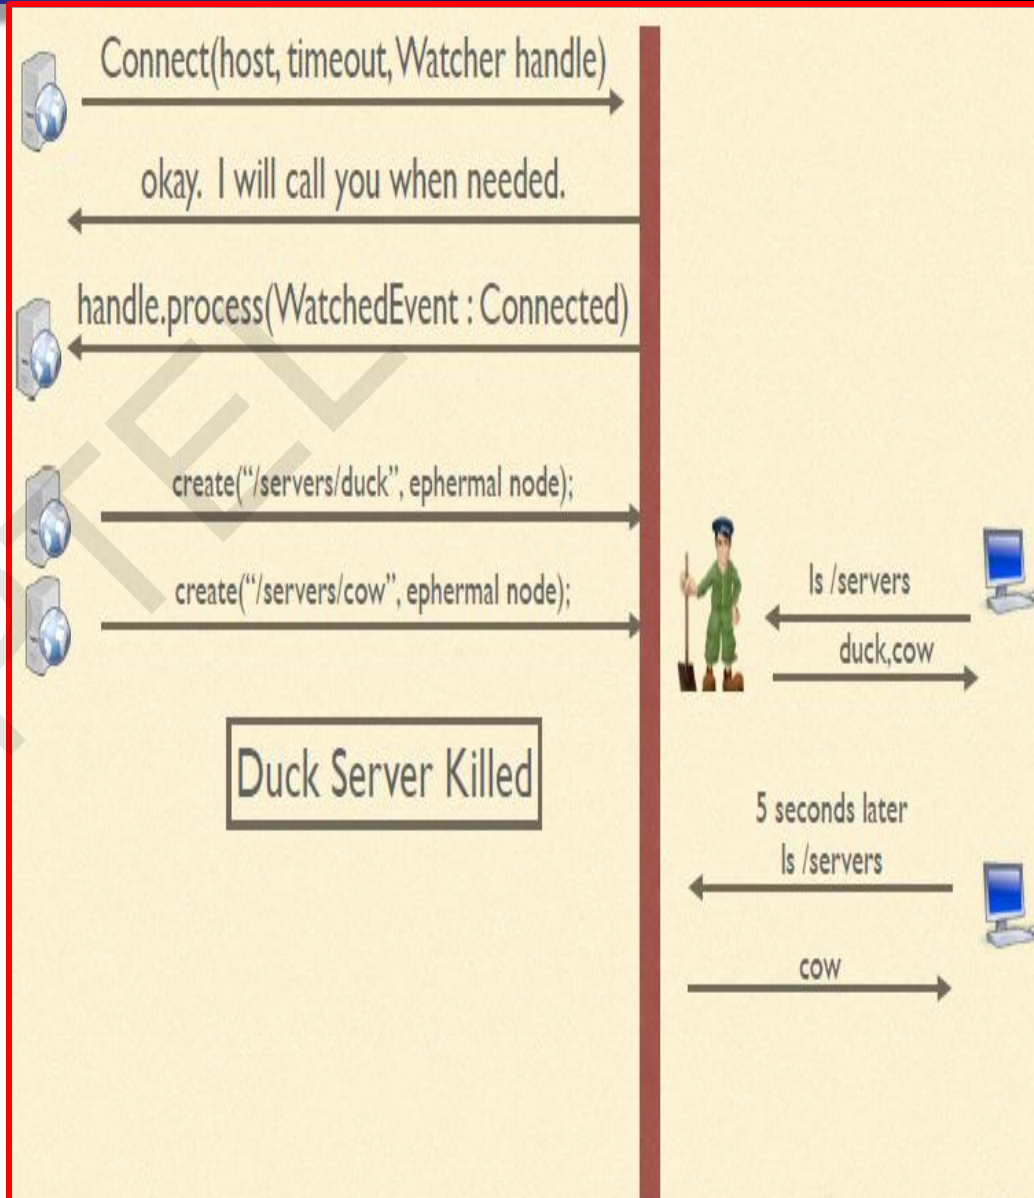 Connect(host, timeout, Watcher handle)
okay. I will call you when needed.
handle.process(WatchedEvent : Connected)
create(“/servers/duck”, ephermal node);
create(“/servers/cow”, ephermal node);
ls /servers
duck,cow
Duck Server Killed
5 seconds later
ls /servers
cow